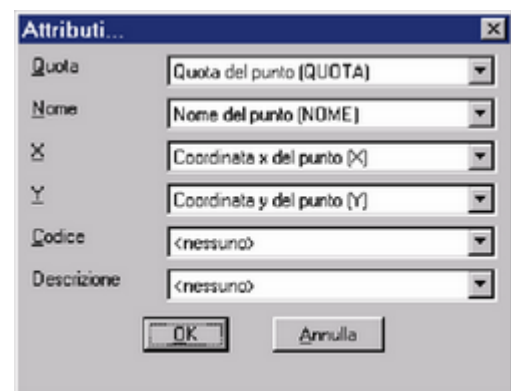 Attributi...
Quota Quota del punto (QUOTA)
Nome Nome del punto (NOME)
X Coordinata x del punto (X)
Y Coordinata y del punto (Y)
Codice <nessuno>
Descrizione <nessuno>
OK Annulla